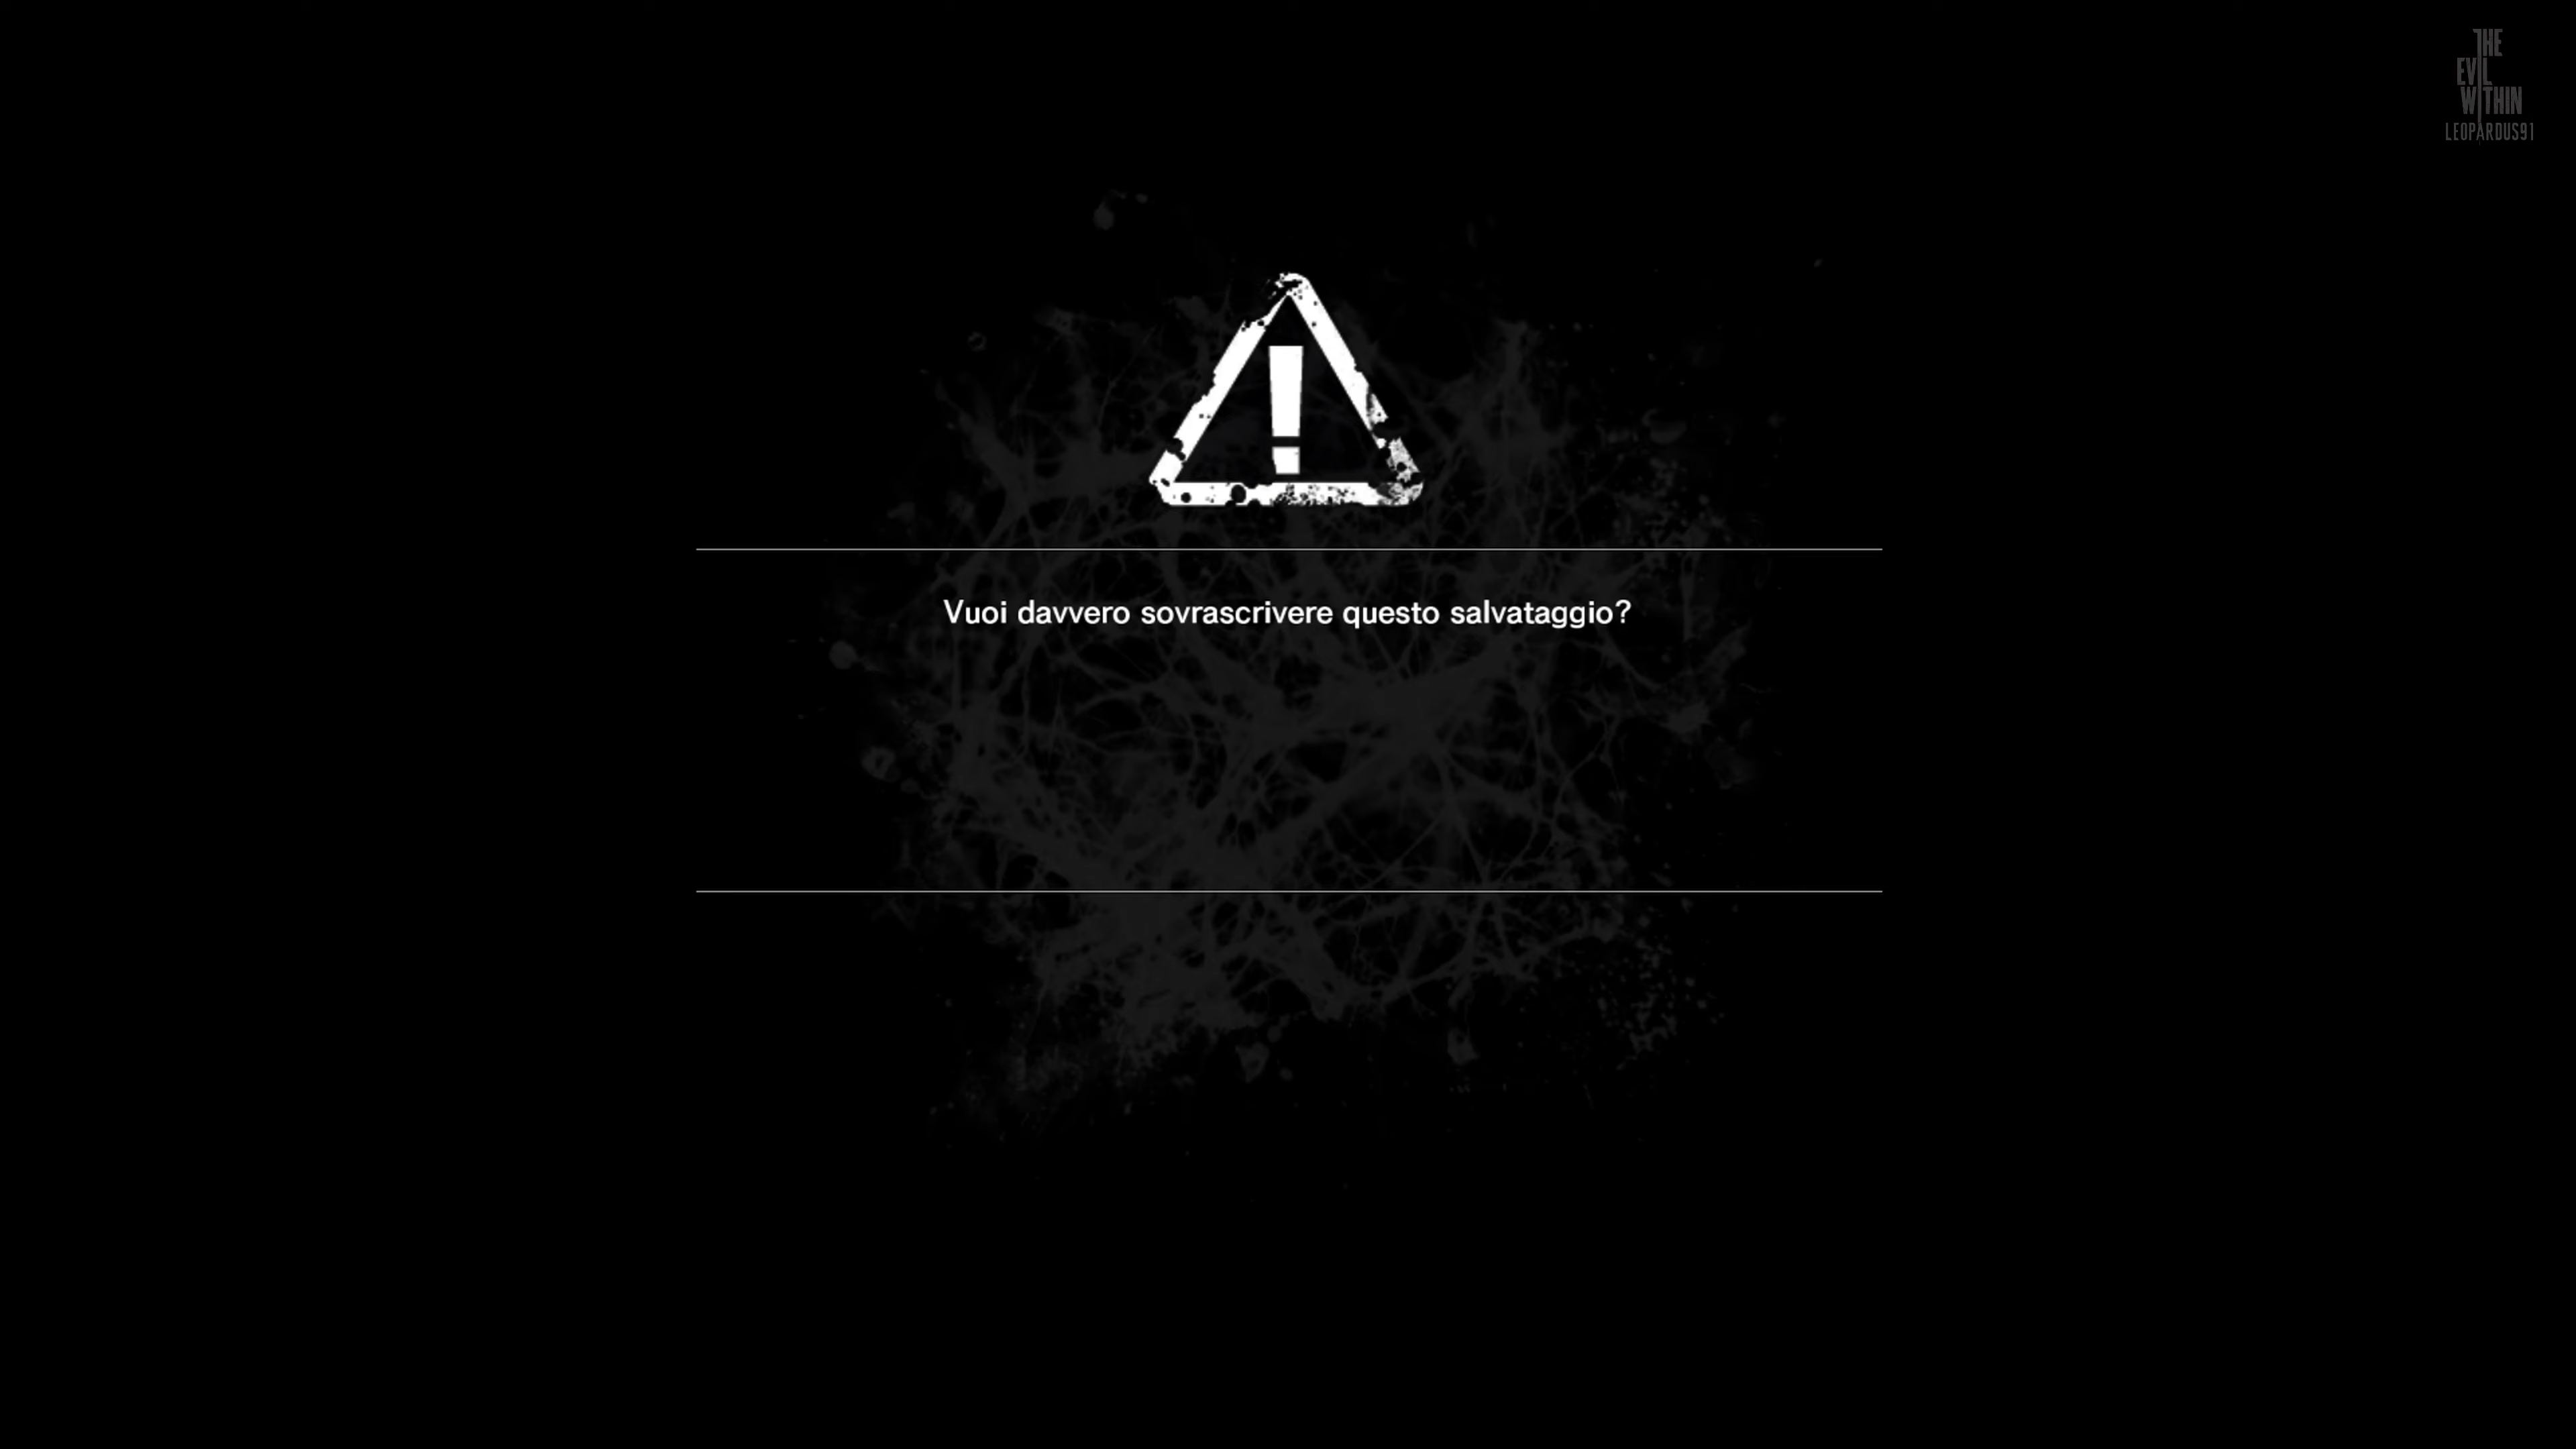 THE
EVIL
WITHIN
LEOPARDUS91
Vuoi davvero sovrascrivere questo salvataggio?